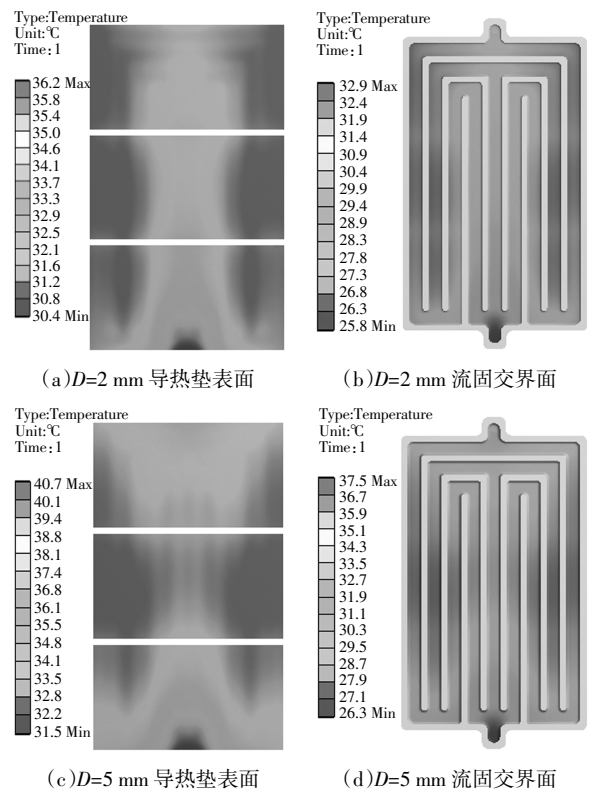 Type:Temperature
Unit:℃
Time:1
36.2 Max
35.8
35.4
35.0
34.6
34.1
33.7
33.3
32.9
32.5
32.1
31.6
31.2
30.8
30.4 Min
(a)D=2 mm 导热垫表面
Type:Temperature
Unit:℃
Time:1
32.9 Max
32.4
31.9
31.4
30.9
30.4
29.9
29.4
28.9
28.3
27.8
27.3
26.8
26.3
25.8 Min
(b)D=2 mm 流固交界面
Type:Temperature
Unit:℃
Time:1
40.7 Max
40.1
39.4
38.8
38.1
37.4
36.8
36.1
35.5
34.8
34.1
33.5
32.8
32.2
31.5 Min
(c)D=5 mm 导热垫表面
Type:Temperature
Unit:℃
Time:1
37.5 Max
36.7
35.9
35.1
34.3
33.5
32.7
31.9
31.1
30.3
29.5
28.7
27.9
27.1
26.3 Min
(d)D=5 mm 流固交界面